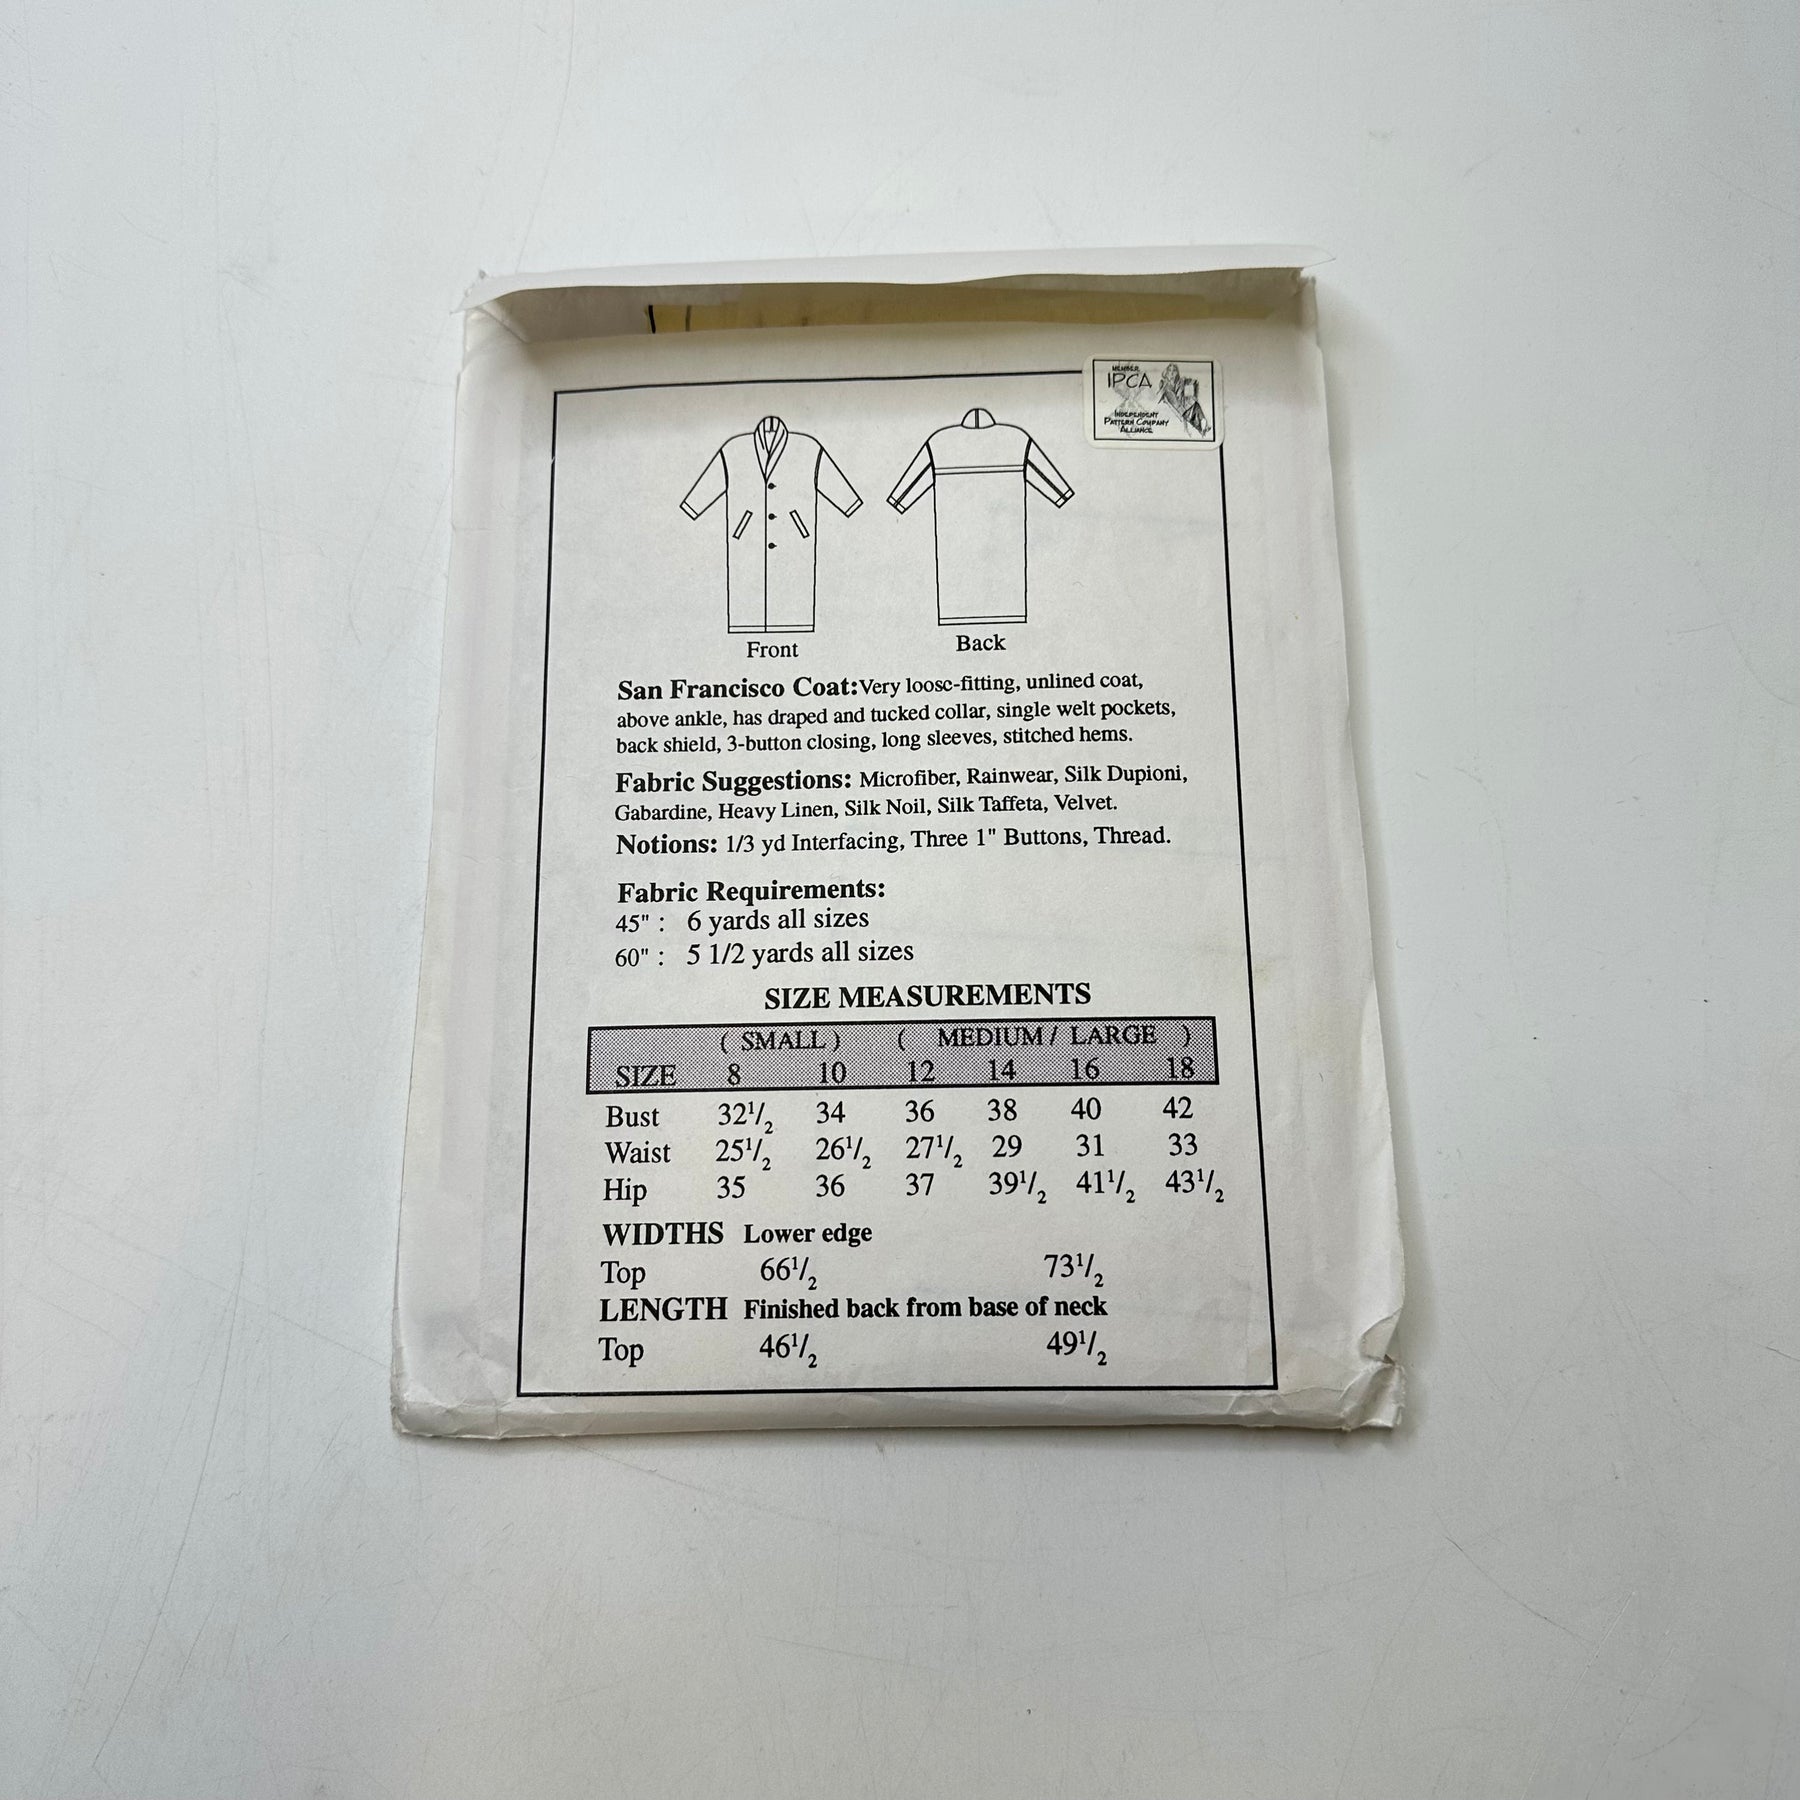 MEMBER
IPCA
INDEPENDENT
PATTERN COMPANY
ALLIANCE
Front
Back
San Francisco Coat:Very loose-fitting, unlined coat,
above ankle, has draped and tucked collar, single welt pockets,
back shield, 3-button closing, long sleeves, stitched hems.
Fabric Suggestions: Microfiber, Rainwear, Silk Dupioni,
Gabardine, Heavy Linen, Silk Noil, Silk Taffeta, Velvet.
Notions: 1/3 yd Interfacing, Three 1" Buttons, Thread.
Fabric Requirements:
45" : 6 yards all sizes
60" : 5 1/2 yards all sizes
SIZE MEASUREMENTS
( SMALL ) ( MEDIUM / LARGE )
SIZE 8 10 12 14 16 18
Bust 32 1/2 34 36 38 40 42
Waist 25 1/2 26 1/2 27 1/2 29 31 33
Hip 35 36 37 39 1/2 41 1/2 43 1/2
WIDTHS Lower edge
Top 66 1/2 73 1/2
LENGTH Finished back from base of neck
Top 46 1/2 49 1/2